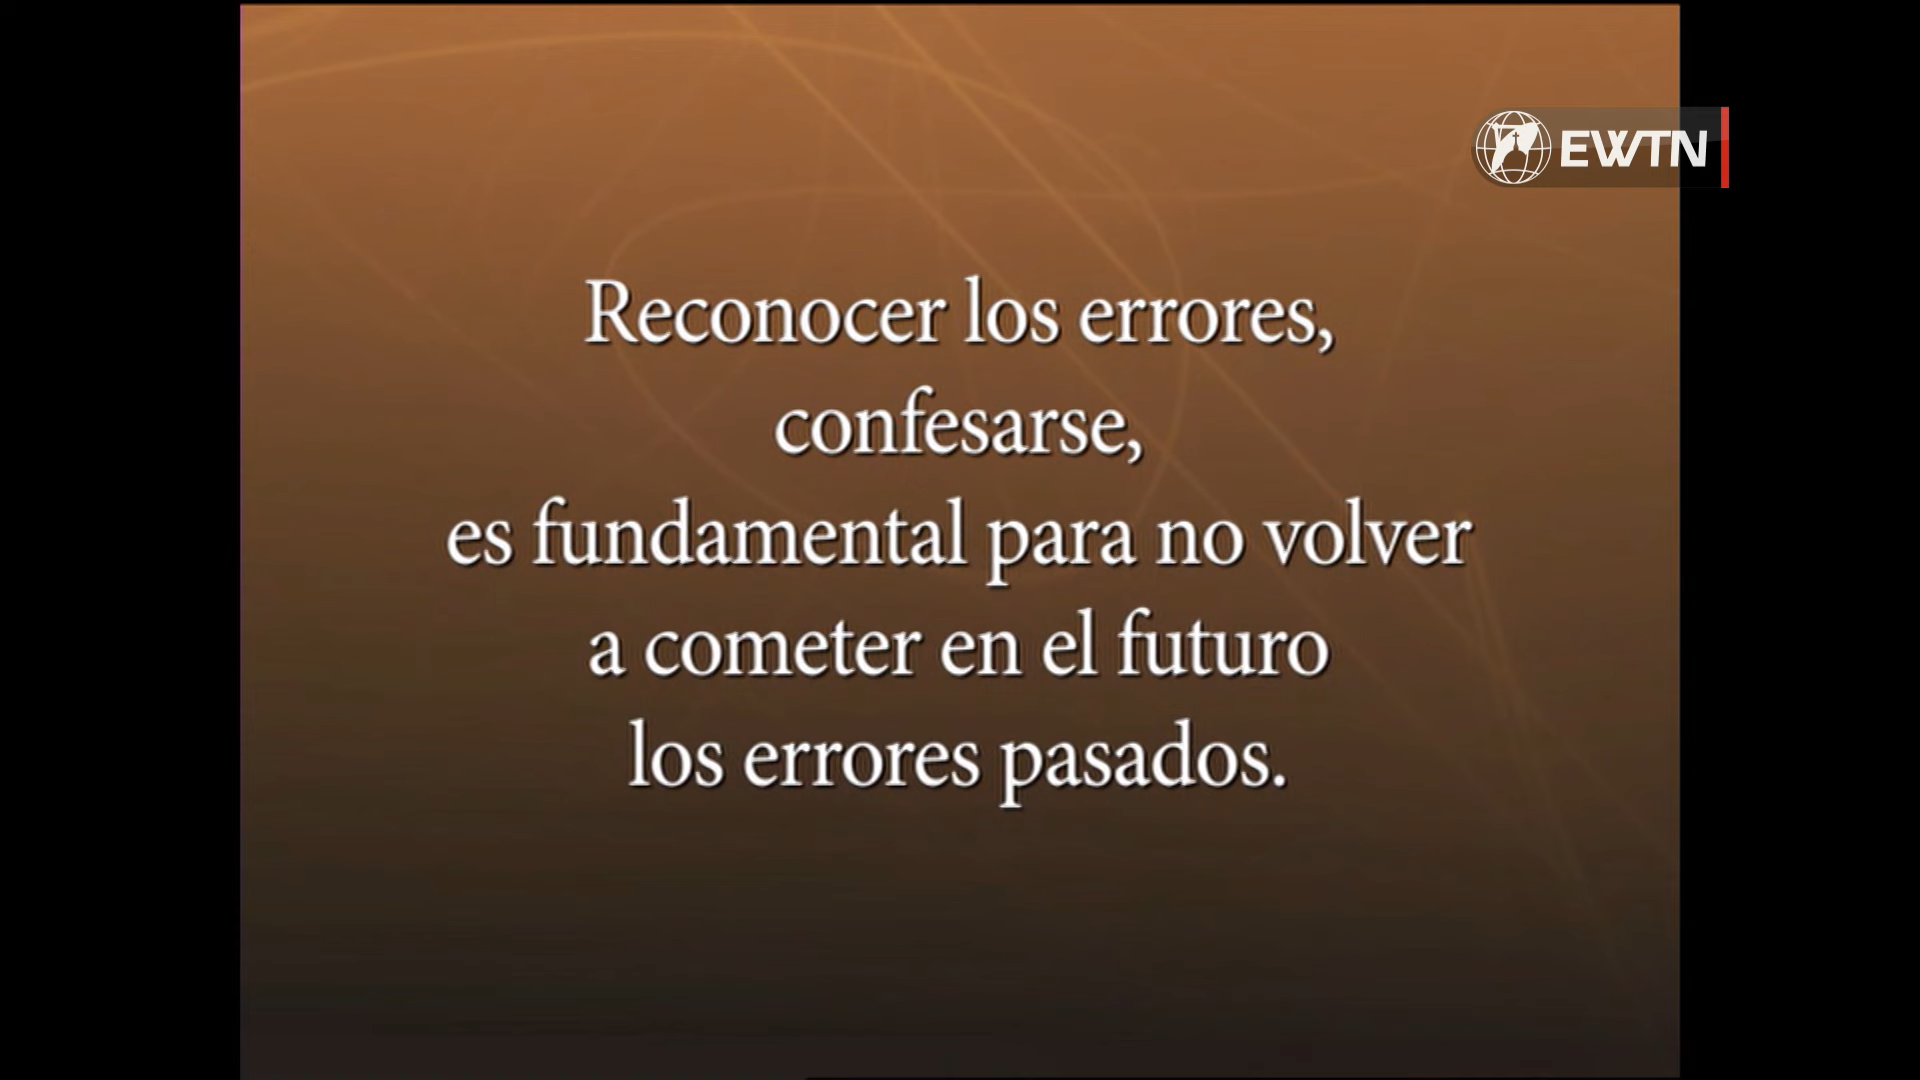 EWTN
Reconocer los errores,
confesarse,
es fundamental para no volver
a cometer en el futuro
los errores pasados.